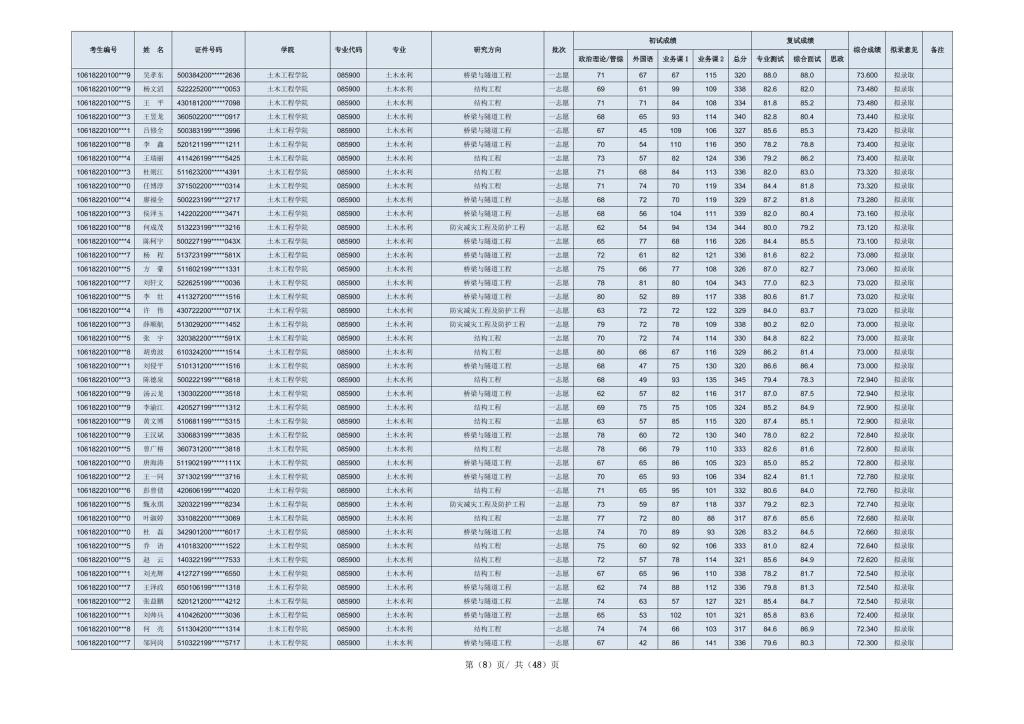 初试成绩 复试成绩
考生编号 姓 名 证件号码 学院 专业代码 专业 研究方向 批次 政治理论/管综 外国语 业务课1 业务课2 总分 专业测试 综合面试 思政 综合成绩 拟录意见 备注
10618220100***9 吴孝东 500384200*****2636 土木工程学院 085900 土木水利 桥梁与隧道工程 一志愿 71 67 67 115 320 88.0 88.0 73.600 拟录取
10618220100***9 杨文滔 522225200*****0053 土木工程学院 085900 土木水利 结构工程 一志愿 69 61 99 109 338 82.6 82.0 73.480 拟录取
10618220100***5 王 平 430181200*****7098 土木工程学院 085900 土木水利 结构工程 一志愿 71 71 84 108 334 81.8 85.2 73.480 拟录取
10618220100***3 王昱龙 360502200*****0917 土木工程学院 085900 土木水利 桥梁与隧道工程 一志愿 68 65 93 114 340 82.8 80.4 73.440 拟录取
10618220100***1 吕修全 500383199*****3996 土木工程学院 085900 土木水利 桥梁与隧道工程 一志愿 67 45 109 106 327 85.6 85.3 73.420 拟录取
10618220100***8 李 鑫 520121199*****1211 土木工程学院 085900 土木水利 桥梁与隧道工程 一志愿 70 54 110 116 350 78.2 78.8 73.400 拟录取
10618220100***4 王瑞丽 411426199*****5425 土木工程学院 085900 土木水利 结构工程 一志愿 73 57 82 124 336 79.2 86.2 73.400 拟录取
10618220100***3 杜则江 511623200*****4391 土木工程学院 085900 土木水利 结构工程 一志愿 71 68 84 113 336 82.0 83.0 73.320 拟录取
10618220100***0 任博淳 371502200*****0314 土木工程学院 085900 土木水利 结构工程 一志愿 71 74 70 119 334 84.4 81.8 73.320 拟录取
10618220100***4 廖福全 500223199*****2717 土木工程学院 085900 土木水利 桥梁与隧道工程 一志愿 68 72 70 119 329 87.2 81.8 73.280 拟录取
10618220100***3 侯泽玉 142202200*****3471 土木工程学院 085900 土木水利 桥梁与隧道工程 一志愿 68 56 104 111 339 82.0 80.4 73.160 拟录取
10618220100***8 何成茂 513223199*****3216 土木工程学院 085900 土木水利 防灾减灾工程及防护工程 一志愿 62 54 94 134 344 80.0 79.2 73.120 拟录取
10618220100***4 陈柯宇 500227199*****043X 土木工程学院 085900 土木水利 桥梁与隧道工程 一志愿 65 77 68 116 326 84.4 85.5 73.100 拟录取
10618220100***7 杨 程 513723199*****581X 土木工程学院 085900 土木水利 桥梁与隧道工程 一志愿 72 61 82 121 336 81.6 82.2 73.080 拟录取
10618220100***5 方 豪 511602199*****1331 土木工程学院 085900 土木水利 桥梁与隧道工程 一志愿 75 66 77 108 326 87.0 82.7 73.060 拟录取
10618220100***7 刘轩文 522625199*****0036 土木工程学院 085900 土木水利 桥梁与隧道工程 一志愿 78 81 80 104 343 77.0 82.3 73.020 拟录取
10618220100***5 李 壮 411327200*****1516 土木工程学院 085900 土木水利 桥梁与隧道工程 一志愿 80 52 89 117 338 80.6 81.7 73.020 拟录取
10618220100***4 许 伟 430722200*****071X 土木工程学院 085900 土木水利 防灾减灾工程及防护工程 一志愿 63 72 72 122 329 84.0 83.7 73.020 拟录取
10618220100***3 薛顺航 513029200*****1452 土木工程学院 085900 土木水利 防灾减灾工程及防护工程 一志愿 79 72 78 109 338 80.2 82.0 73.000 拟录取
10618220100***5 张 宇 320382200*****591X 土木工程学院 085900 土木水利 结构工程 一志愿 70 72 74 114 330 84.8 82.2 73.000 拟录取
10618220100***8 胡勇波 610324200*****1514 土木工程学院 085900 土木水利 结构工程 一志愿 80 66 67 116 329 86.2 81.4 73.000 拟录取
10618220100***1 刘侵平 510131200*****1516 土木工程学院 085900 土木水利 桥梁与隧道工程 一志愿 68 47 75 130 320 86.6 86.4 73.000 拟录取
10618220100***3 陈德泉 500222199*****6818 土木工程学院 085900 土木水利 结构工程 一志愿 68 49 93 135 345 79.4 78.3 72.940 拟录取
10618220100***9 汤云龙 130302200*****3518 土木工程学院 085900 土木水利 桥梁与隧道工程 一志愿 62 57 82 116 317 87.0 87.5 72.940 拟录取
10618220100***9 李渝江 420527199*****1312 土木工程学院 085900 土木水利 结构工程 一志愿 69 75 75 105 324 85.2 84.9 72.900 拟录取
10618220100***9 黄文博 510681199*****5315 土木工程学院 085900 土木水利 结构工程 一志愿 63 57 85 115 320 87.4 85.1 72.900 拟录取
10618220100***9 王汉斌 330683199*****3835 土木工程学院 085900 土木水利 桥梁与隧道工程 一志愿 78 60 72 130 340 78.0 82.2 72.840 拟录取
10618220100***5 曾广榕 360731200*****3818 土木工程学院 085900 土木水利 结构工程 一志愿 78 66 79 110 333 82.6 81.6 72.800 拟录取
10618220100***0 唐海涛 511902199*****111X 土木工程学院 085900 土木水利 桥梁与隧道工程 一志愿 67 65 86 105 323 85.0 85.2 72.800 拟录取
10618220100***2 王一同 371302199*****3716 土木工程学院 085900 土木水利 桥梁与隧道工程 一志愿 70 65 93 106 334 82.4 81.1 72.780 拟录取
10618220100***6 彭曾倩 420606199*****4020 土木工程学院 085900 土木水利 结构工程 一志愿 71 65 95 101 332 80.6 84.0 72.760 拟录取
10618220100***5 甄永琪 320322199*****8234 土木工程学院 085900 土木水利 防灾减灾工程及防护工程 一志愿 73 59 87 118 337 79.2 82.3 72.740 拟录取
10618220100***0 叶淑婷 331082200*****3069 土木工程学院 085900 土木水利 结构工程 一志愿 77 72 80 88 317 87.6 85.6 72.680 拟录取
10618220100***0 杜 磊 342901200*****6017 土木工程学院 085900 土木水利 桥梁与隧道工程 一志愿 74 70 89 93 326 83.2 84.5 72.660 拟录取
10618220100***5 乔 语 410183200*****1522 土木工程学院 085900 土木水利 结构工程 一志愿 75 60 92 106 333 81.0 82.4 72.640 拟录取
10618220100***5 赵 云 140322199*****7533 土木工程学院 085900 土木水利 结构工程 一志愿 72 57 78 114 321 85.6 84.9 72.620 拟录取
10618220100***1 刘光辉 412727199*****6550 土木工程学院 085900 土木水利 结构工程 一志愿 67 65 96 110 338 78.2 81.7 72.540 拟录取
10618220100***7 王泽政 650106199*****1318 土木工程学院 085900 土木水利 桥梁与隧道工程 一志愿 62 74 88 112 336 79.8 81.3 72.540 拟录取
10618220100***2 张益鹏 520121200*****4212 土木工程学院 085900 土木水利 桥梁与隧道工程 一志愿 74 63 57 127 321 85.4 84.7 72.540 拟录取
10618220100***1 刘帅兵 410426200*****3036 土木工程学院 085900 土木水利 桥梁与隧道工程 一志愿 65 53 102 101 321 85.8 83.6 72.400 拟录取
10618220100***8 何 亮 511304200*****1314 土木工程学院 085900 土木水利 结构工程 一志愿 74 74 66 103 317 84.6 86.9 72.340 拟录取
10618220100***7 邹同岗 510322199*****5717 土木工程学院 085900 土木水利 桥梁与隧道工程 一志愿 67 42 86 141 336 79.6 80.3 72.300 拟录取
第（8）页/ 共（48）页